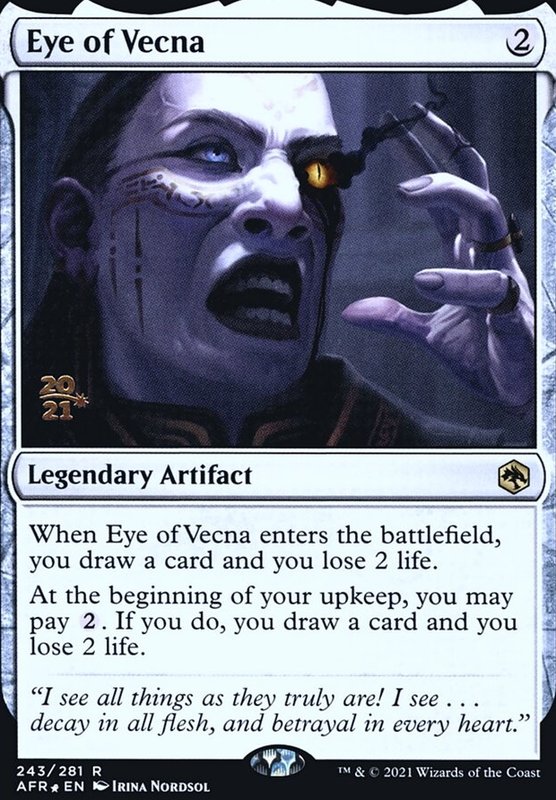 Eye of Vecna 2
20
21
Legendary Artifact
When Eye of Vecna enters the battlefield,
you draw a card and you lose 2 life.
At the beginning of your upkeep, you may
pay 2. If you do, you draw a card and you
lose 2 life.
“I see all things as they truly are! I see . . .
decay in all flesh, and betrayal in every heart.”
243/281 R
AFR★EN Irina Nordsol
™ & © 2021 Wizards of the Coast